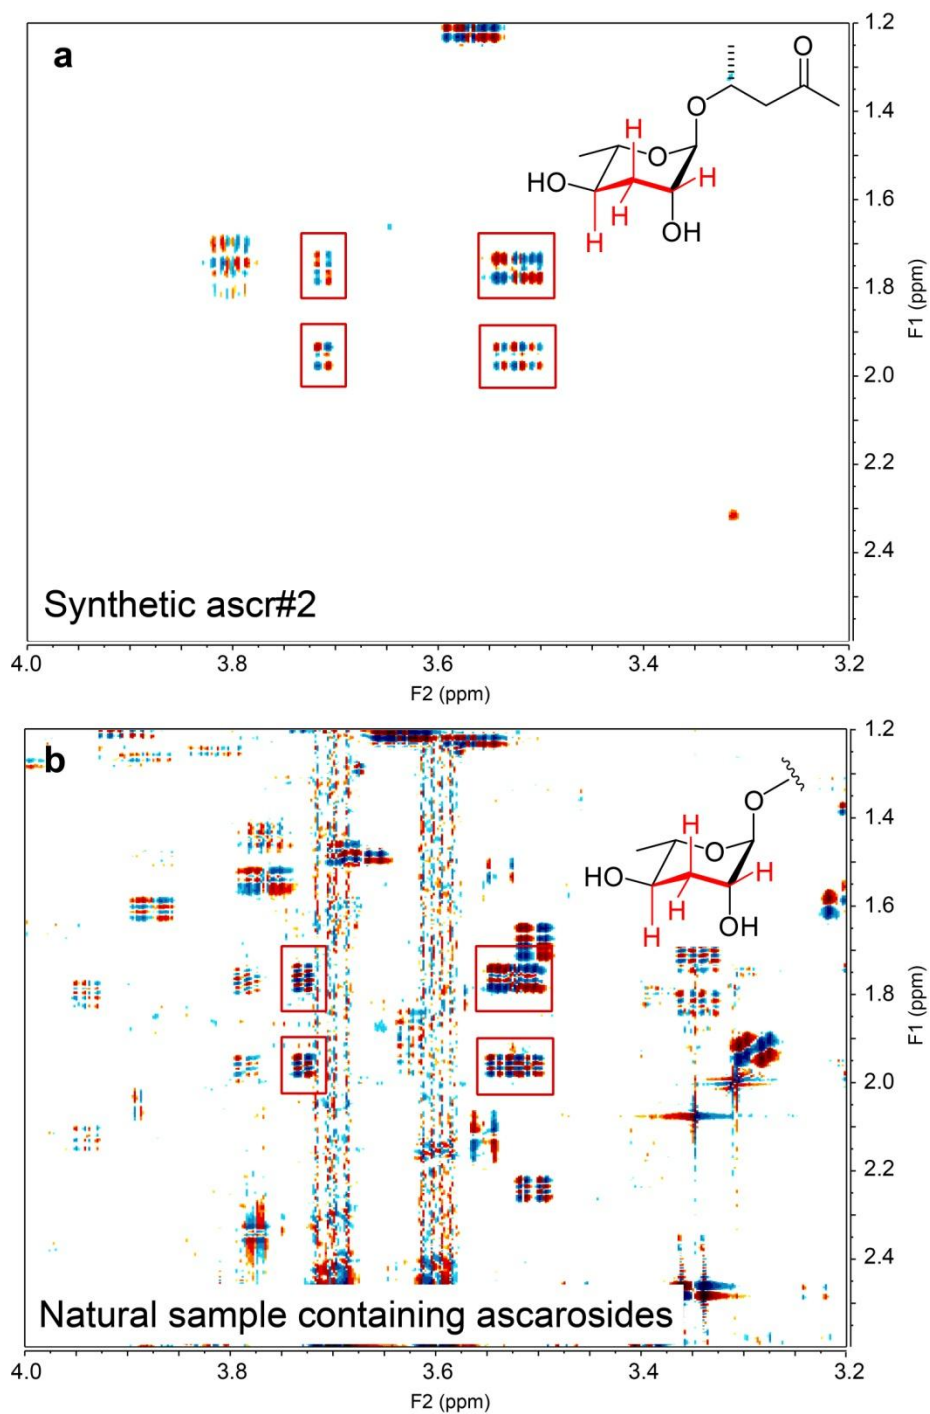 a
1.2
1.4
1.6
1.8
2.0
2.2
2.4
F1 (ppm)
O
O
H
O
HO
H
H
OH
H
Synthetic ascr#2
4.0 3.8 3.6 3.4 3.2
F2 (ppm)
b
1.2
1.4
1.6
1.8
2.0
2.2
2.4
F1 (ppm)
O
H
O
HO
H
H
OH
H
Natural sample containing ascarosides
4.0 3.8 3.6 3.4 3.2
F2 (ppm)